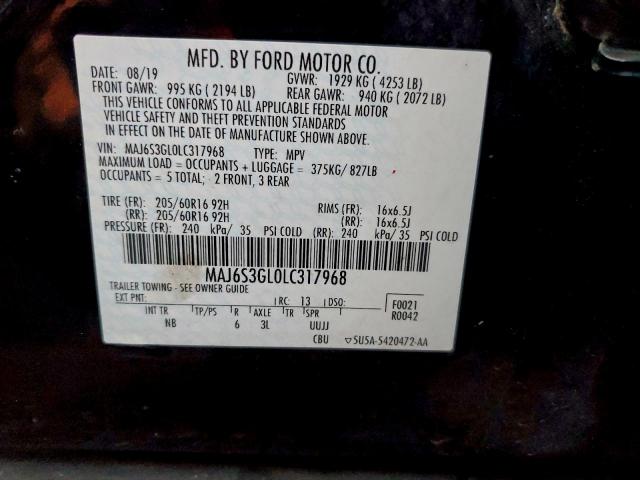 MFD. BY FORD MOTOR CO.
DATE: 08/19 GVWR: 1929 KG ( 4253 LB)
FRONT GAWR: 995 KG ( 2194 LB) REAR GAWR: 940 KG ( 2072 LB)
THIS VEHICLE CONFORMS TO ALL APPLICABLE FEDERAL MOTOR
VEHICLE SAFETY AND THEFT PREVENTION STANDARDS
IN EFFECT ON THE DATE OF MANUFACTURE SHOWN ABOVE.
VIN: MAJ6S3GL0LC317968 TYPE: MPV
MAXIMUM LOAD = OCCUPANTS + LUGGAGE = 375KG/ 827LB
OCCUPANTS = 5 TOTAL; 2 FRONT, 3 REAR
TIRE (FR): 205/60R16 92H RIMS (FR): 16x6.5J
(RR): 205/60R16 92H (RR): 16x6.5J
PRESSURE (FR): 240 kPa/ 35 PSI COLD (RR): 240 kPa/ 35 PSI COLD
MAJ6S3GL0LC317968
TRAILER TOWING - SEE OWNER GUIDE
EXT PNT: RC: 13 DSO: F0021
R0042
INT TR TP/PS R AXLE TR SPR
NB 6 3L UUJJ
CBU ▽SU5A-S420472-AA